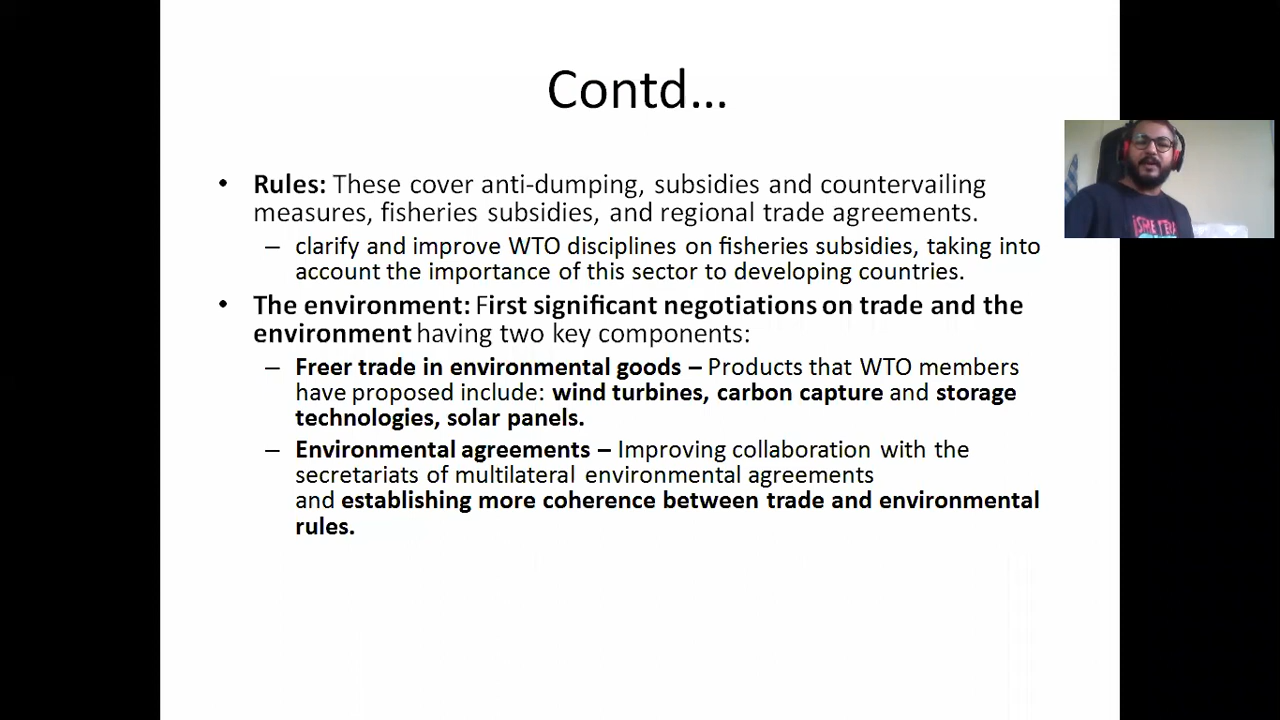 Contd...
• Rules: These cover anti-dumping, subsidies and countervailing
measures, fisheries subsidies, and regional trade agreements.
– clarify and improve WTO disciplines on fisheries subsidies, taking into
account the importance of this sector to developing countries.
• The environment: First significant negotiations on trade and the
environment having two key components:
– Freer trade in environmental goods – Products that WTO members
have proposed include: wind turbines, carbon capture and storage
technologies, solar panels.
– Environmental agreements – Improving collaboration with the
secretariats of multilateral environmental agreements
and establishing more coherence between trade and environmental
rules.